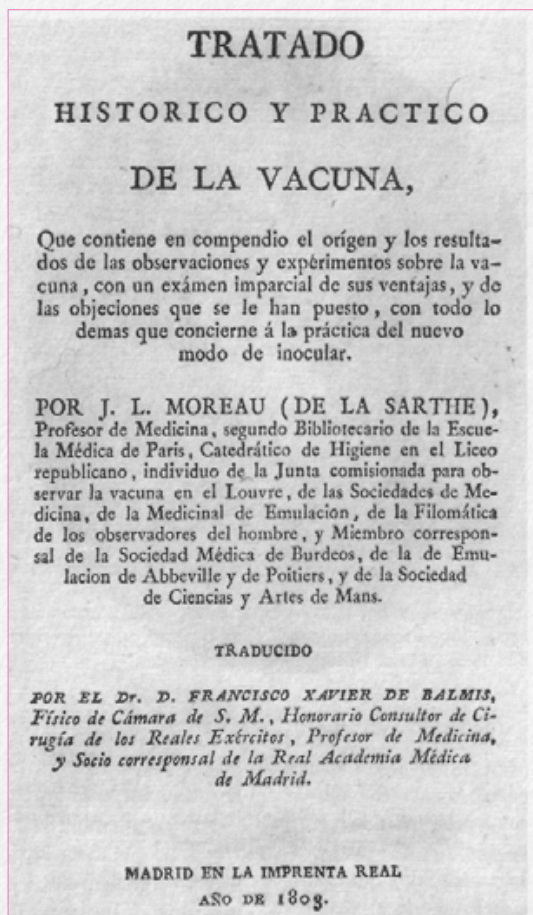 TRATADO
HISTORICO Y PRACTICO
DE LA VACUNA,
Que contiene en compendio el orígen y los resulta-
dos de las observaciones y experimentos sobre la va-
cuna, con un exámen imparcial de sus ventajas, y de
las objeciones que se le han puesto, con todo lo
demas que concierne á la práctica del nuevo
modo de inocular.
POR J. L. MOREAU (DE LA SARTHE),
Profesor de Medicina, segundo Bibliotecario de la Escue-
la Médica de Paris, Catedrático de Higiene en el Liceo
republicano, individuo de la Junta comisionada para ob-
servar la vacuna en el Louvre, de las Sociedades de Me-
dicina, de la Medicinal de Emulacion, de la Filomática
de los observadores del hombre, y Miembro correspon-
sal de la Sociedad Médica de Burdeos, de la de Emu-
lacion de Abbeville y de Poitiers, y de la Sociedad
de Ciencias y Artes de Mans.
TRADUCIDO
POR EL Dr. D. FRANCISCO XAVIER DE BALMIS,
Físico de Cámara de S. M., Honorario Consultor de Ci-
rugía de los Reales Exércitos, Profesor de Medicina,
y Socio corresponsal de la Real Academia Médica
de Madrid.
MADRID EN LA IMPRENTA REAL
AÑO DE 1803.